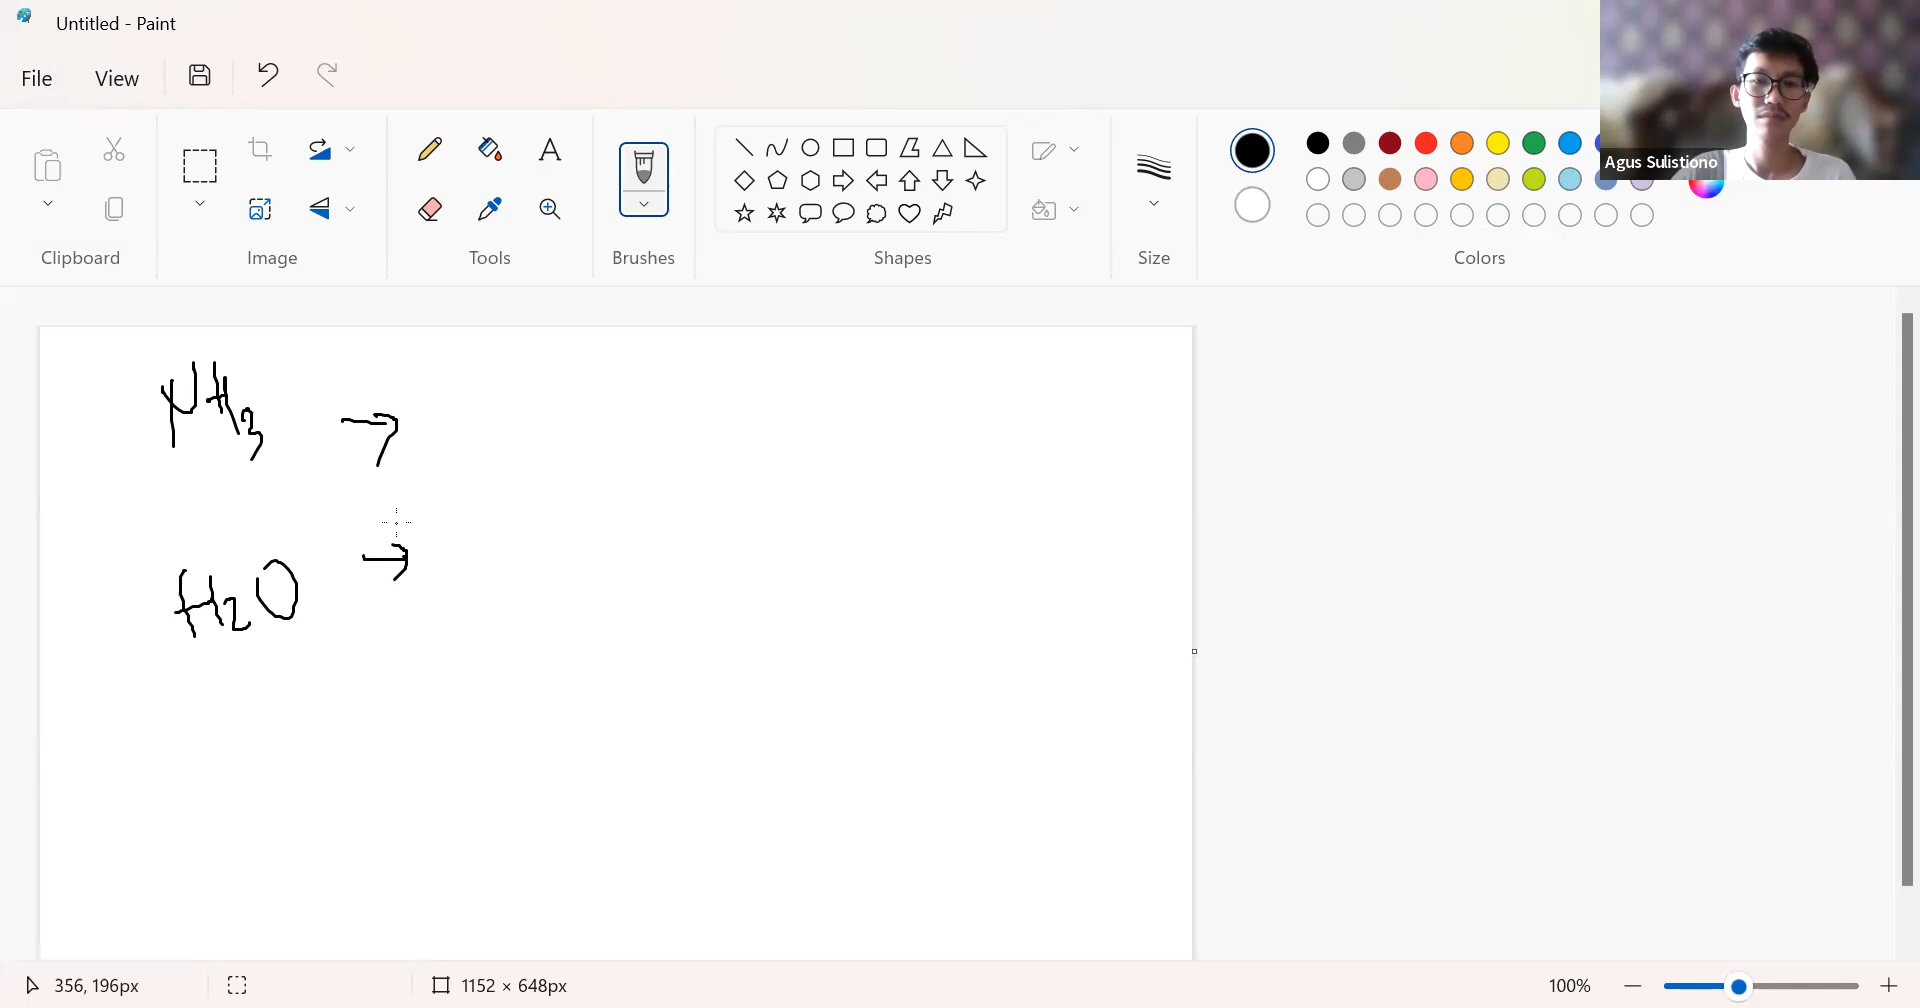 Untitled - Paint
File View
Agus Sulistiono
Clipboard Image Tools Brushes Shapes Size Colors
NH3 →
H2O →
356, 196px 1152 × 648px 100%